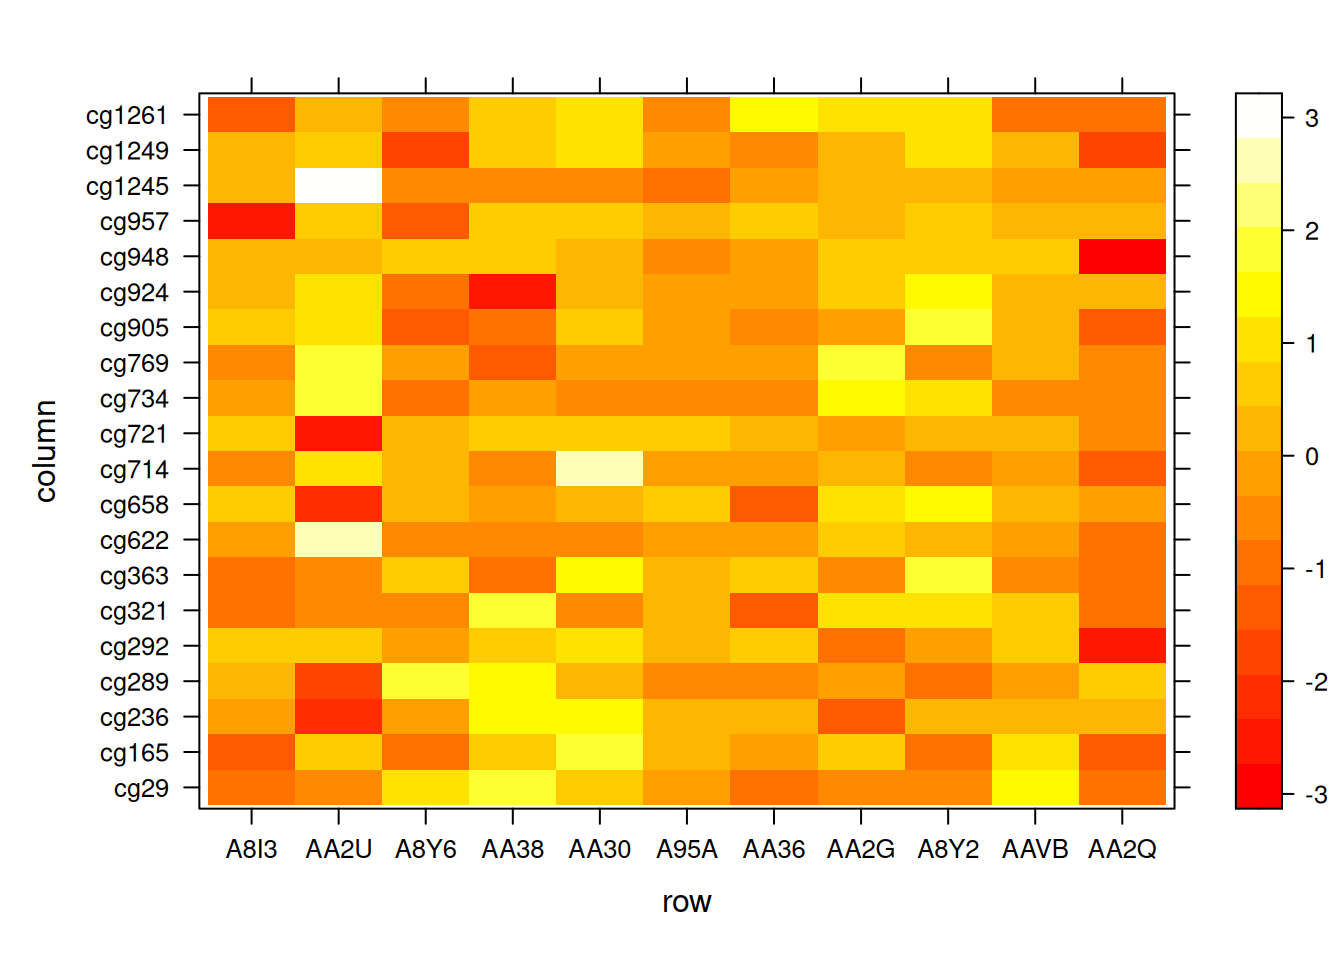 cg1261
cg1249
cg1245
cg957
cg948
cg924
cg905
cg769
cg734
cg721
cg714
cg658
cg622
cg363
cg321
cg292
cg289
cg236
cg165
cg29
column
A8I3 AA2U A8Y6 AA38 AA30 A95A AA36 AA2G A8Y2 AAVB AA2Q
row
3
2
1
0
-1
-2
-3